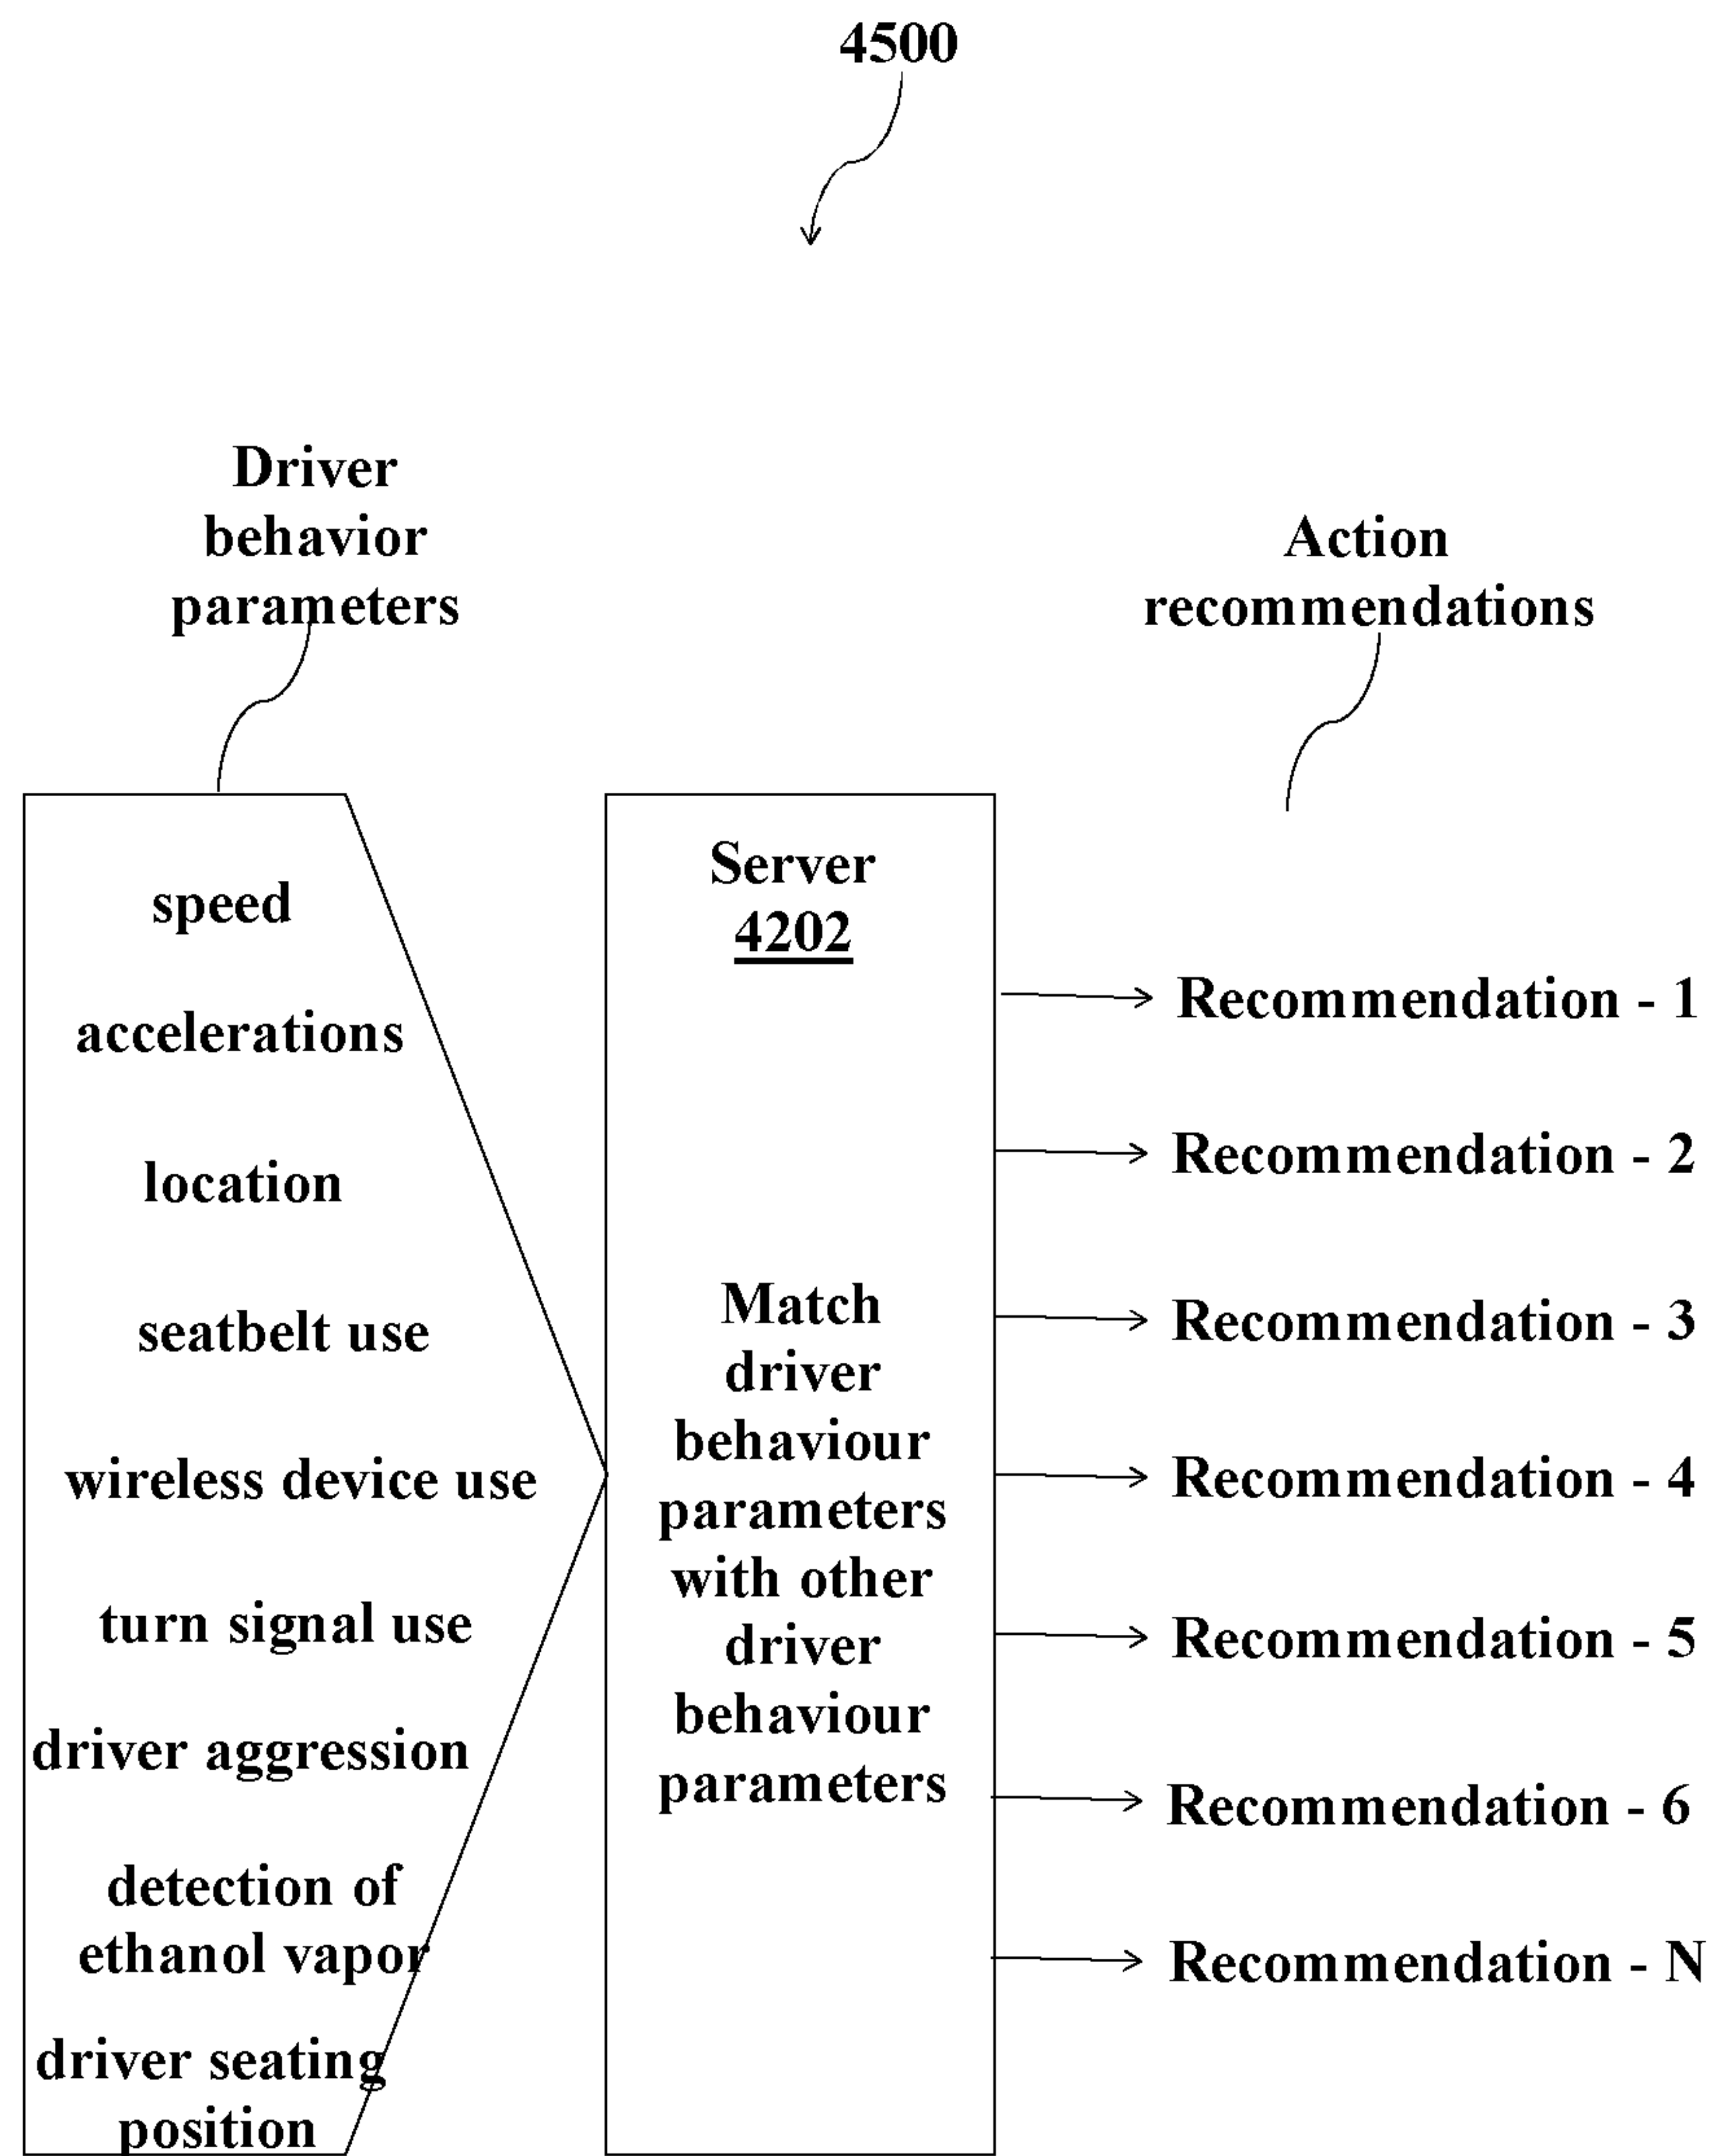 4500
Driver
behavior
parameters
Action
recommendations
speed
accelerations
location
seatbelt use
wireless device use
turn signal use
driver aggression
detection of
ethanol vapor
driver seating
position
Server
4202
Match
driver
behaviour
parameters
with other
driver
behaviour
parameters
Recommendation - 1
Recommendation - 2
Recommendation - 3
Recommendation - 4
Recommendation - 5
Recommendation - 6
Recommendation - N